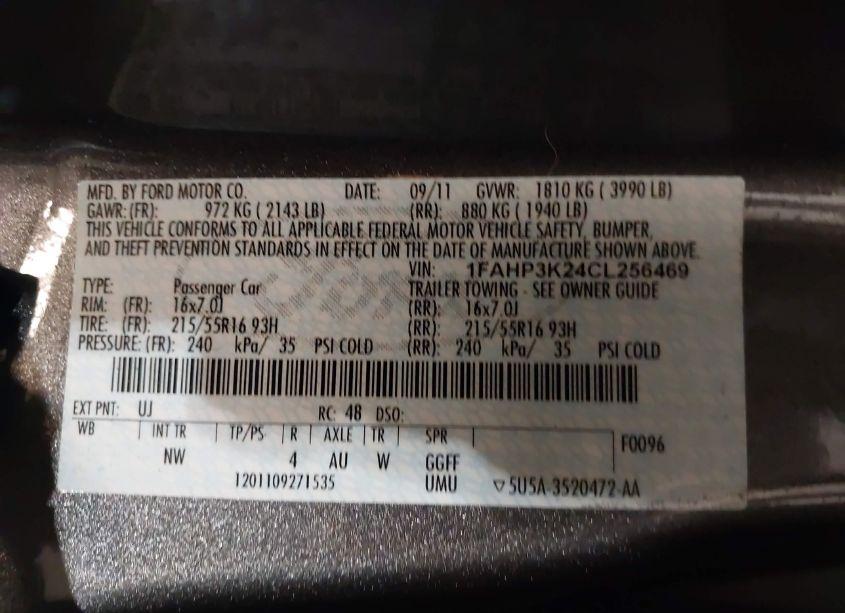 MFD. BY FORD MOTOR CO. DATE: 09/11 GVWR: 1810 KG ( 3990 LB)
GAWR: (FR): 972 KG ( 2143 LB) (RR): 880 KG ( 1940 LB)
THIS VEHICLE CONFORMS TO ALL APPLICABLE FEDERAL MOTOR VEHICLE SAFETY, BUMPER,
AND THEFT PREVENTION STANDARDS IN EFFECT ON THE DATE OF MANUFACTURE SHOWN ABOVE.
VIN: 1FAHP3K24CL256469
TYPE: Passenger Car TRAILER TOWING - SEE OWNER GUIDE
RIM: (FR): 16x7.0J (RR): 16x7.0J
TIRE: (FR): 215/55R16 93H (RR): 215/55R16 93H
PRESSURE: (FR): 240 kPa/ 35 PSI COLD (RR): 240 kPa/ 35 PSI COLD
EXT PNT: UJ RC: 48 DSO:
WB INT TR TP/PS R AXLE TR SPR F0096
NW 4 AU W GGFF
1201109271535 UMU ▽5U5A-3520472-AA